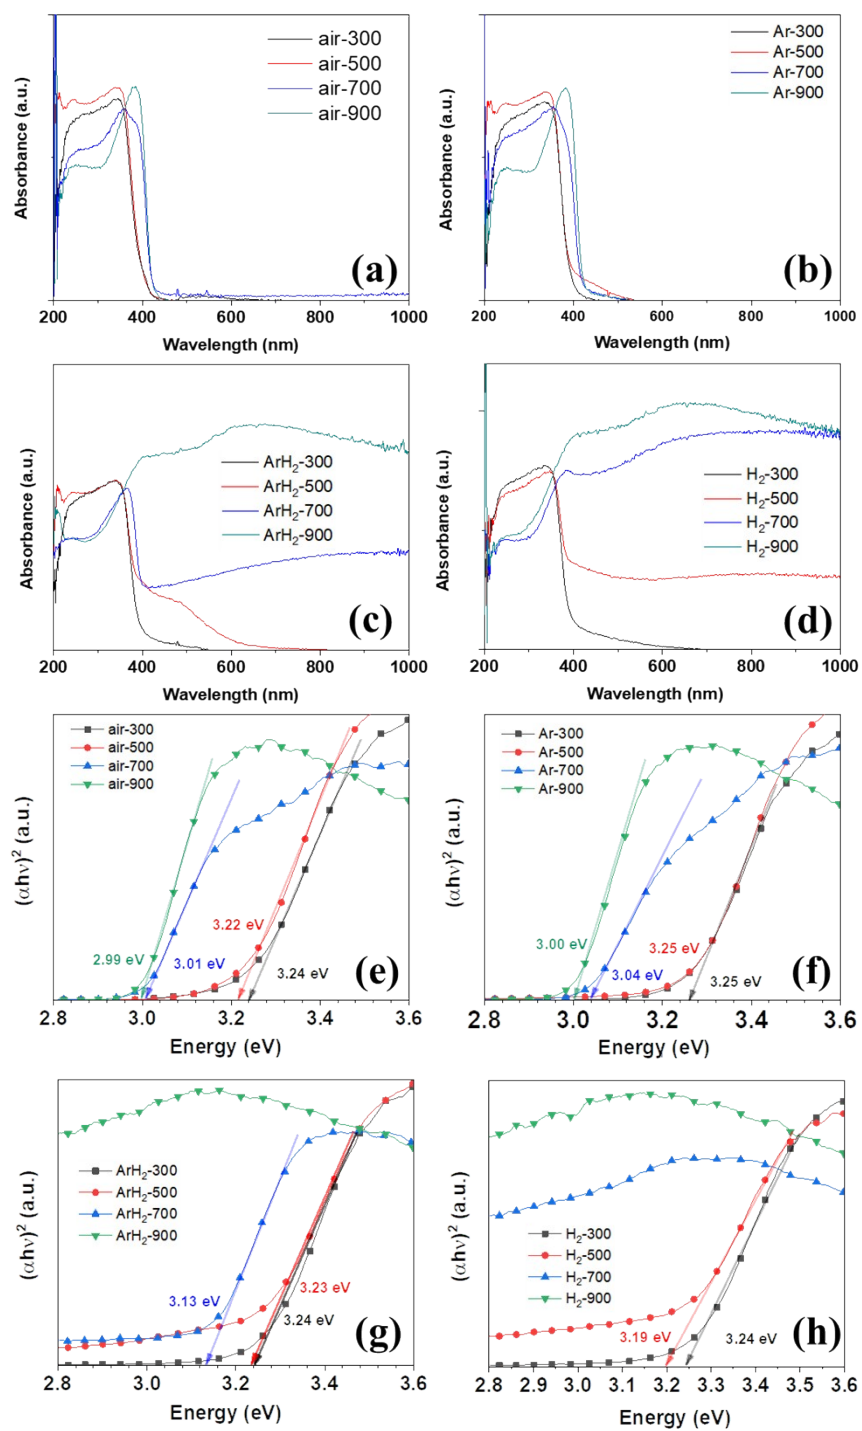 air-300
air-500
air-700
air-900
Absorbance (a.u.)
(a)
200 400 600 800 1000
Wavelength (nm)
Ar-300
Ar-500
Ar-700
Ar-900
Absorbance (a.u.)
(b)
200 400 600 800 1000
Wavelength (nm)
ArH₂-300
ArH₂-500
ArH₂-700
ArH₂-900
Absorbance (a.u.)
(c)
200 400 600 800 1000
Wavelength (nm)
H₂-300
H₂-500
H₂-700
H₂-900
Absorbance (a.u.)
(d)
200 400 600 800 1000
Wavelength (nm)
air-300
air-500
air-700
air-900
(αhν)² (a.u.)
3.22 eV
2.99 eV
3.01 eV
3.24 eV
(e)
2.8 3.0 3.2 3.4 3.6
Energy (eV)
Ar-300
Ar-500
Ar-700
Ar-900
(αhν)² (a.u.)
3.00 eV
3.25 eV
3.04 eV
3.25 eV
(f)
2.8 3.0 3.2 3.4 3.6
Energy (eV)
ArH₂-300
ArH₂-500
ArH₂-700
ArH₂-900
(αhν)² (a.u.)
3.13 eV
3.23 eV
3.24 eV
(g)
2.8 3.0 3.2 3.4 3.6
Energy (eV)
H₂-300
H₂-500
H₂-700
H₂-900
(αhν)² (a.u.)
3.19 eV
3.24 eV
(h)
2.8 2.9 3.0 3.1 3.2 3.3 3.4 3.5 3.6
Energy (eV)